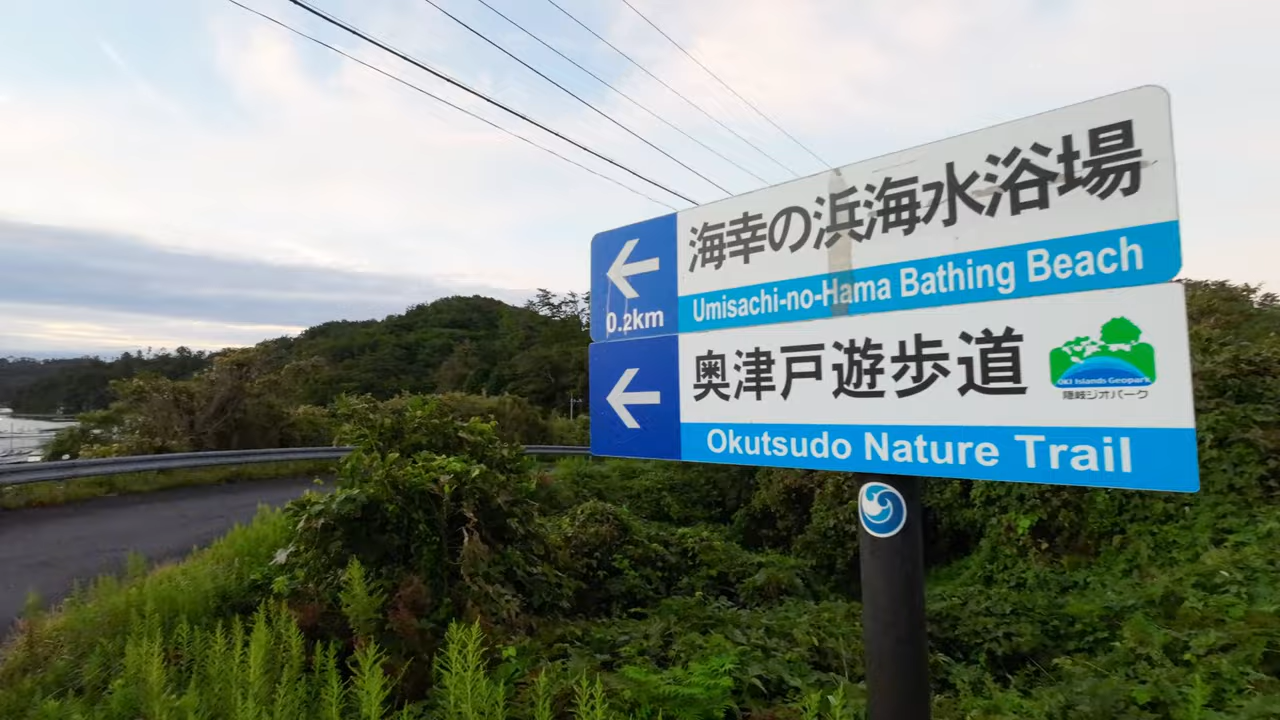 海幸の浜海水浴場
0.2km
Umisachi-no-Hama Bathing Beach
奥津戸遊歩道
OKI Islands Geopark
隠岐ジオパーク
Okutsudo Nature Trail